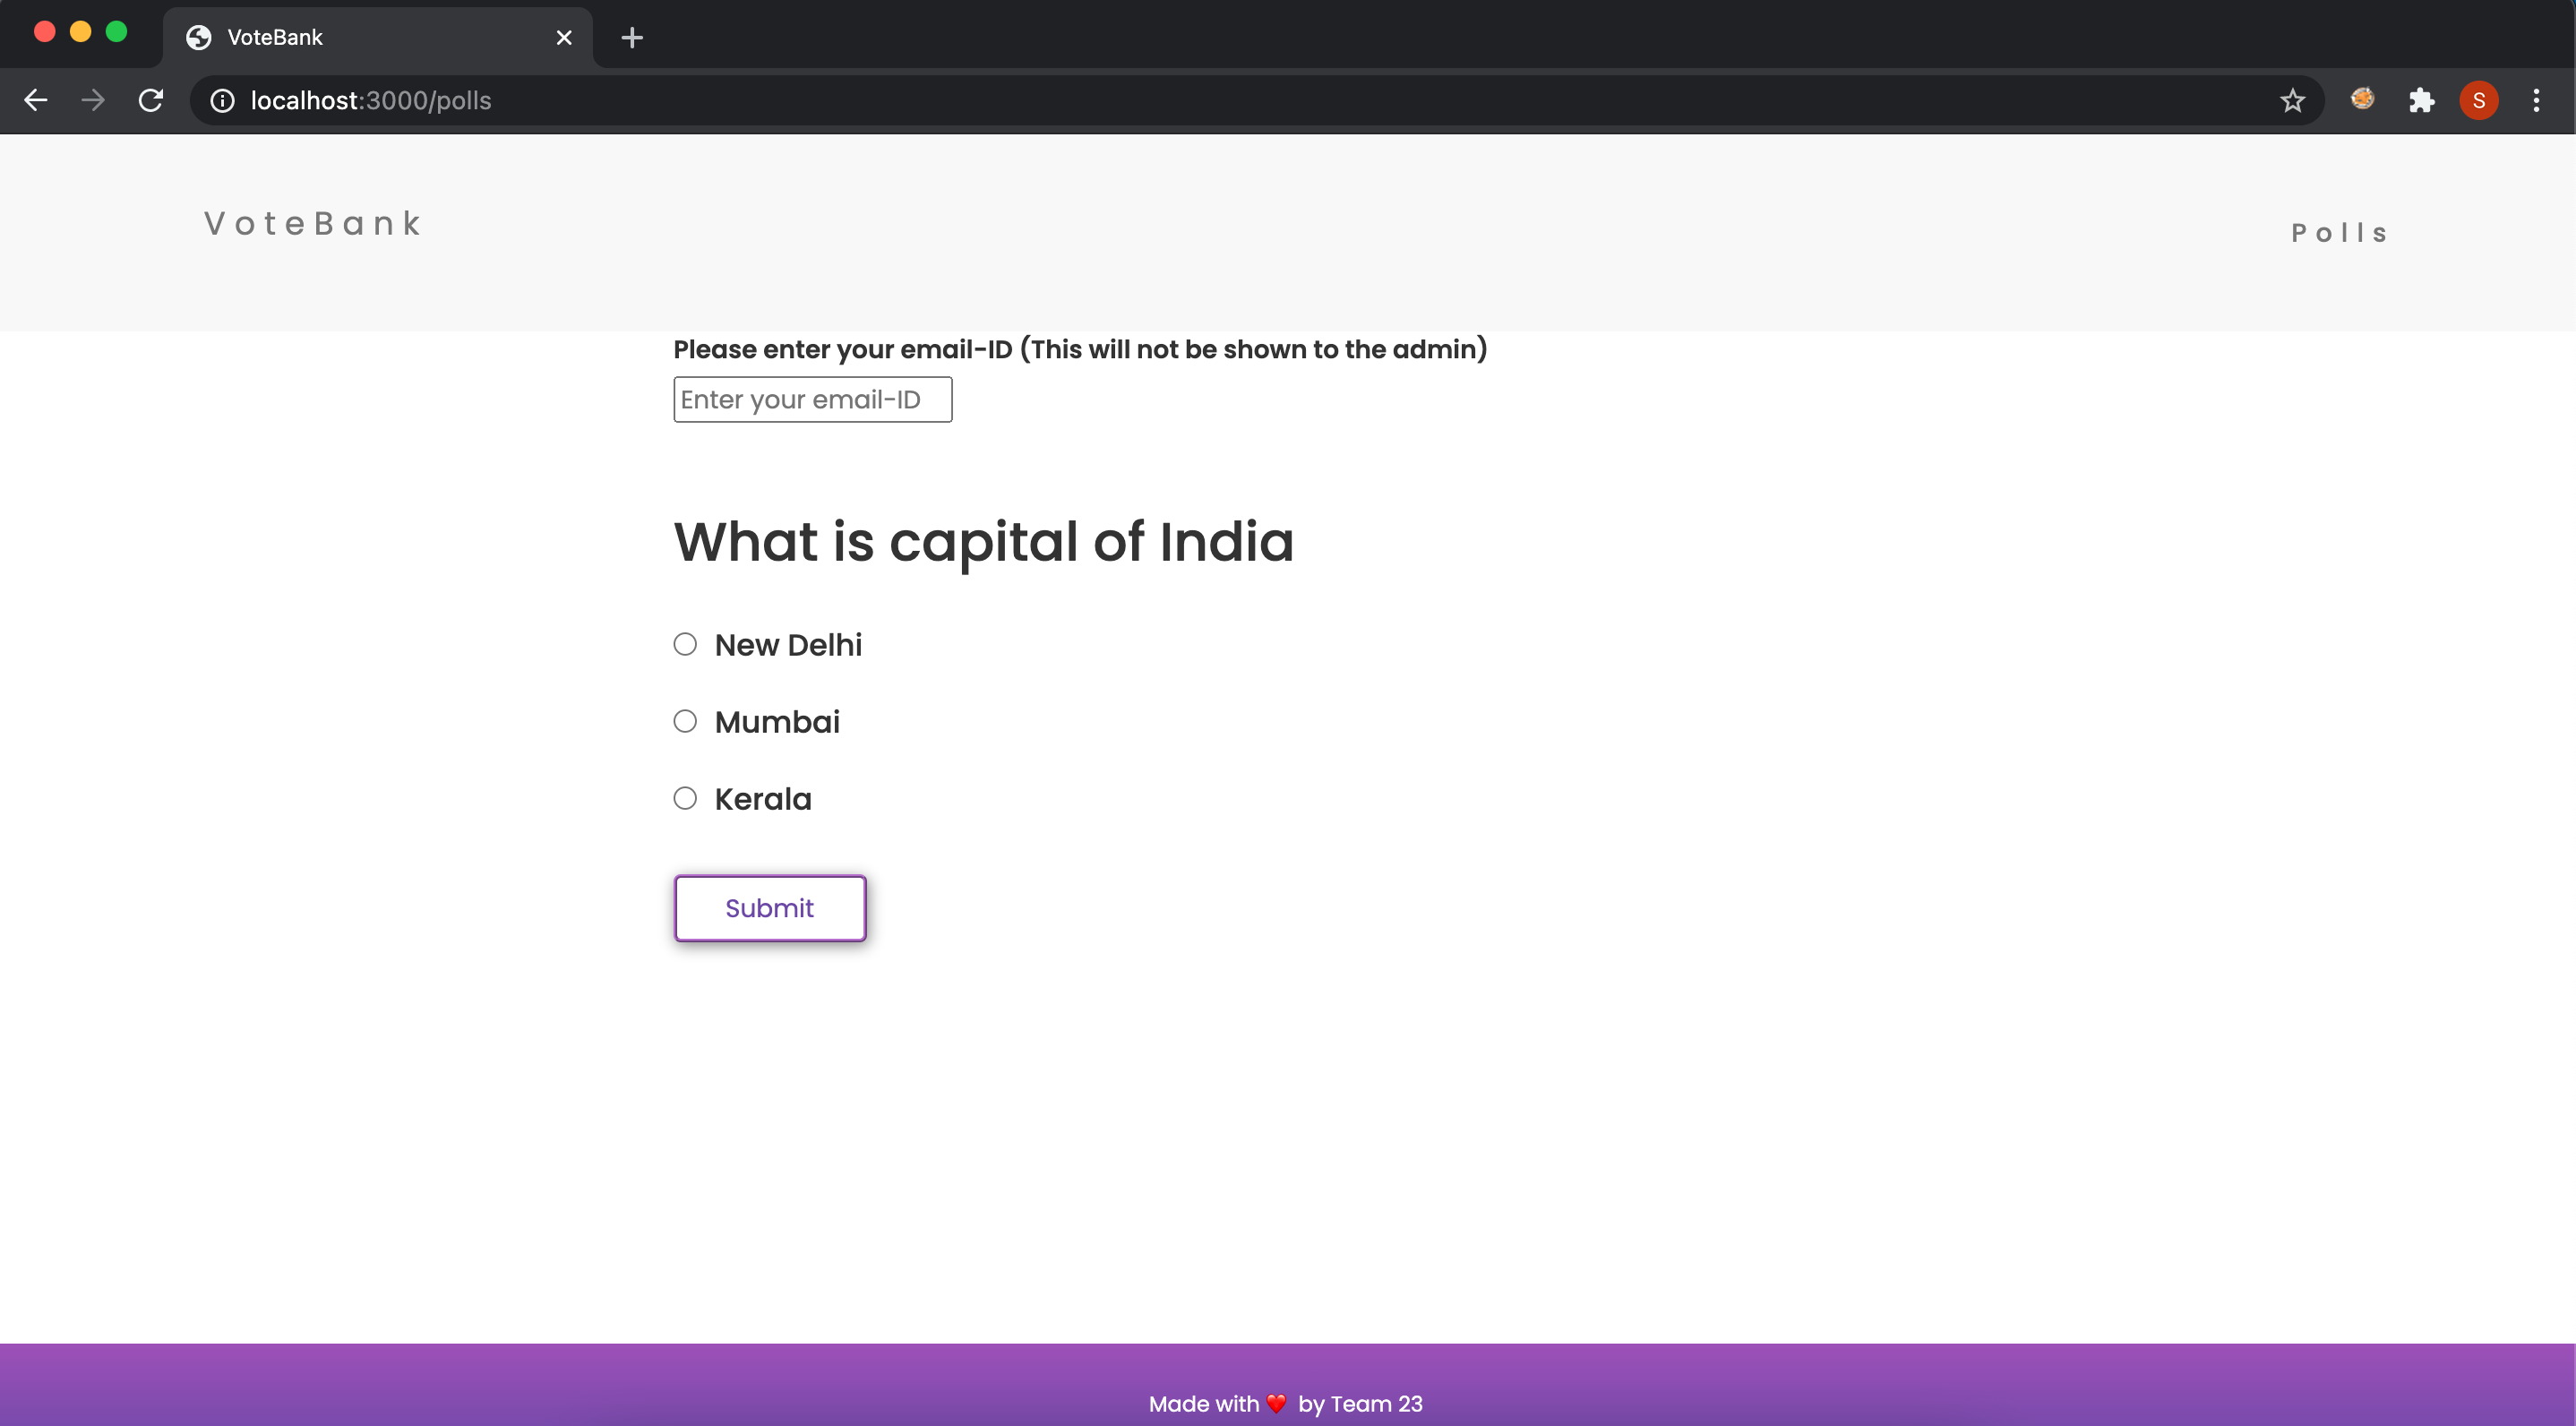 VoteBank
localhost:3000/polls
S
VoteBank
Polls
Please enter your email-ID (This will not be shown to the admin)
Enter your email-ID
What is capital of India
New Delhi
Mumbai
Kerala
Submit
Made with ❤️ by Team 23